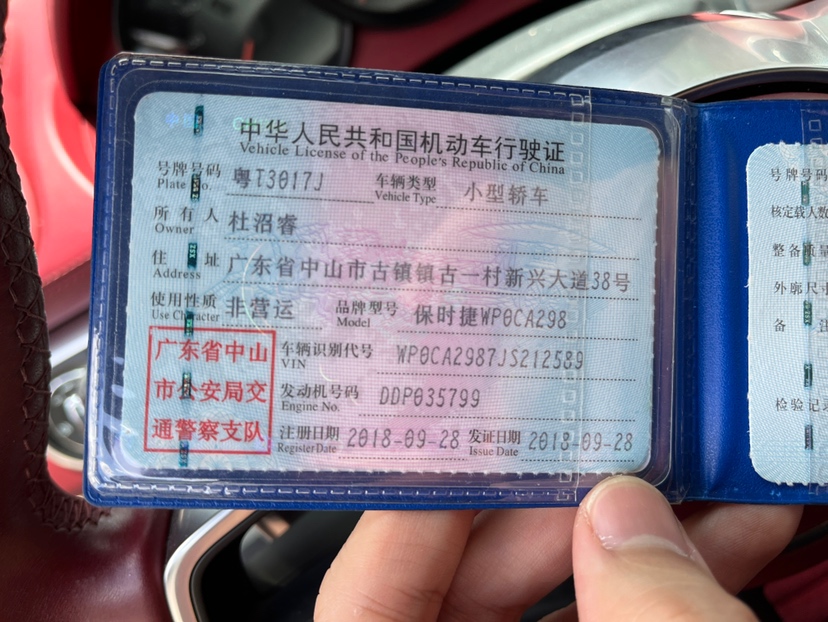 中华人民共和国机动车行驶证
Vehicle License of the People's Republic of China
号牌号码 粤T3017J 车辆类型 小型轿车
Plate No. Vehicle Type
所有人 杜沼睿
Owner
住址 广东省中山市古镇镇古一村新兴大道38号
Address
使用性质 非营运 品牌型号 保时捷WP0CA298
Use Character Model
广东省中山
市公安局交
通警察支队
车辆识别代号 WP0CA2987JS212589
VIN
发动机号码 DDP035799
Engine No.
注册日期 2018-09-28 发证日期 2018-09-28
Register Date Issue Date
号牌号码
核定载人数
整备质量
外廓尺寸
备 注
检验记录